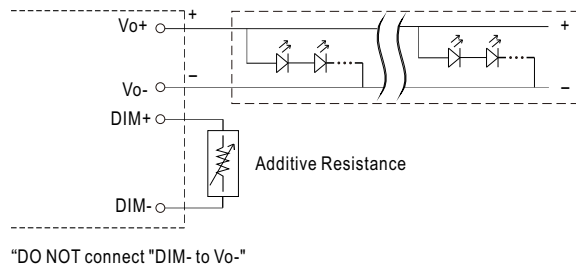 Vo+
+
+
Vo-
−
−
DIM+
Additive Resistance
DIM-
“DO NOT connect "DIM- to Vo-"